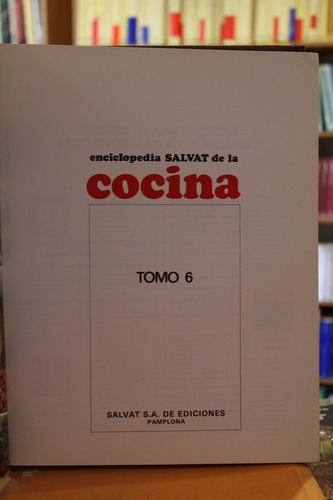 enciclopedia SALVAT de la
cocina
TOMO 6
SALVAT S.A. DE EDICIONES
PAMPLONA